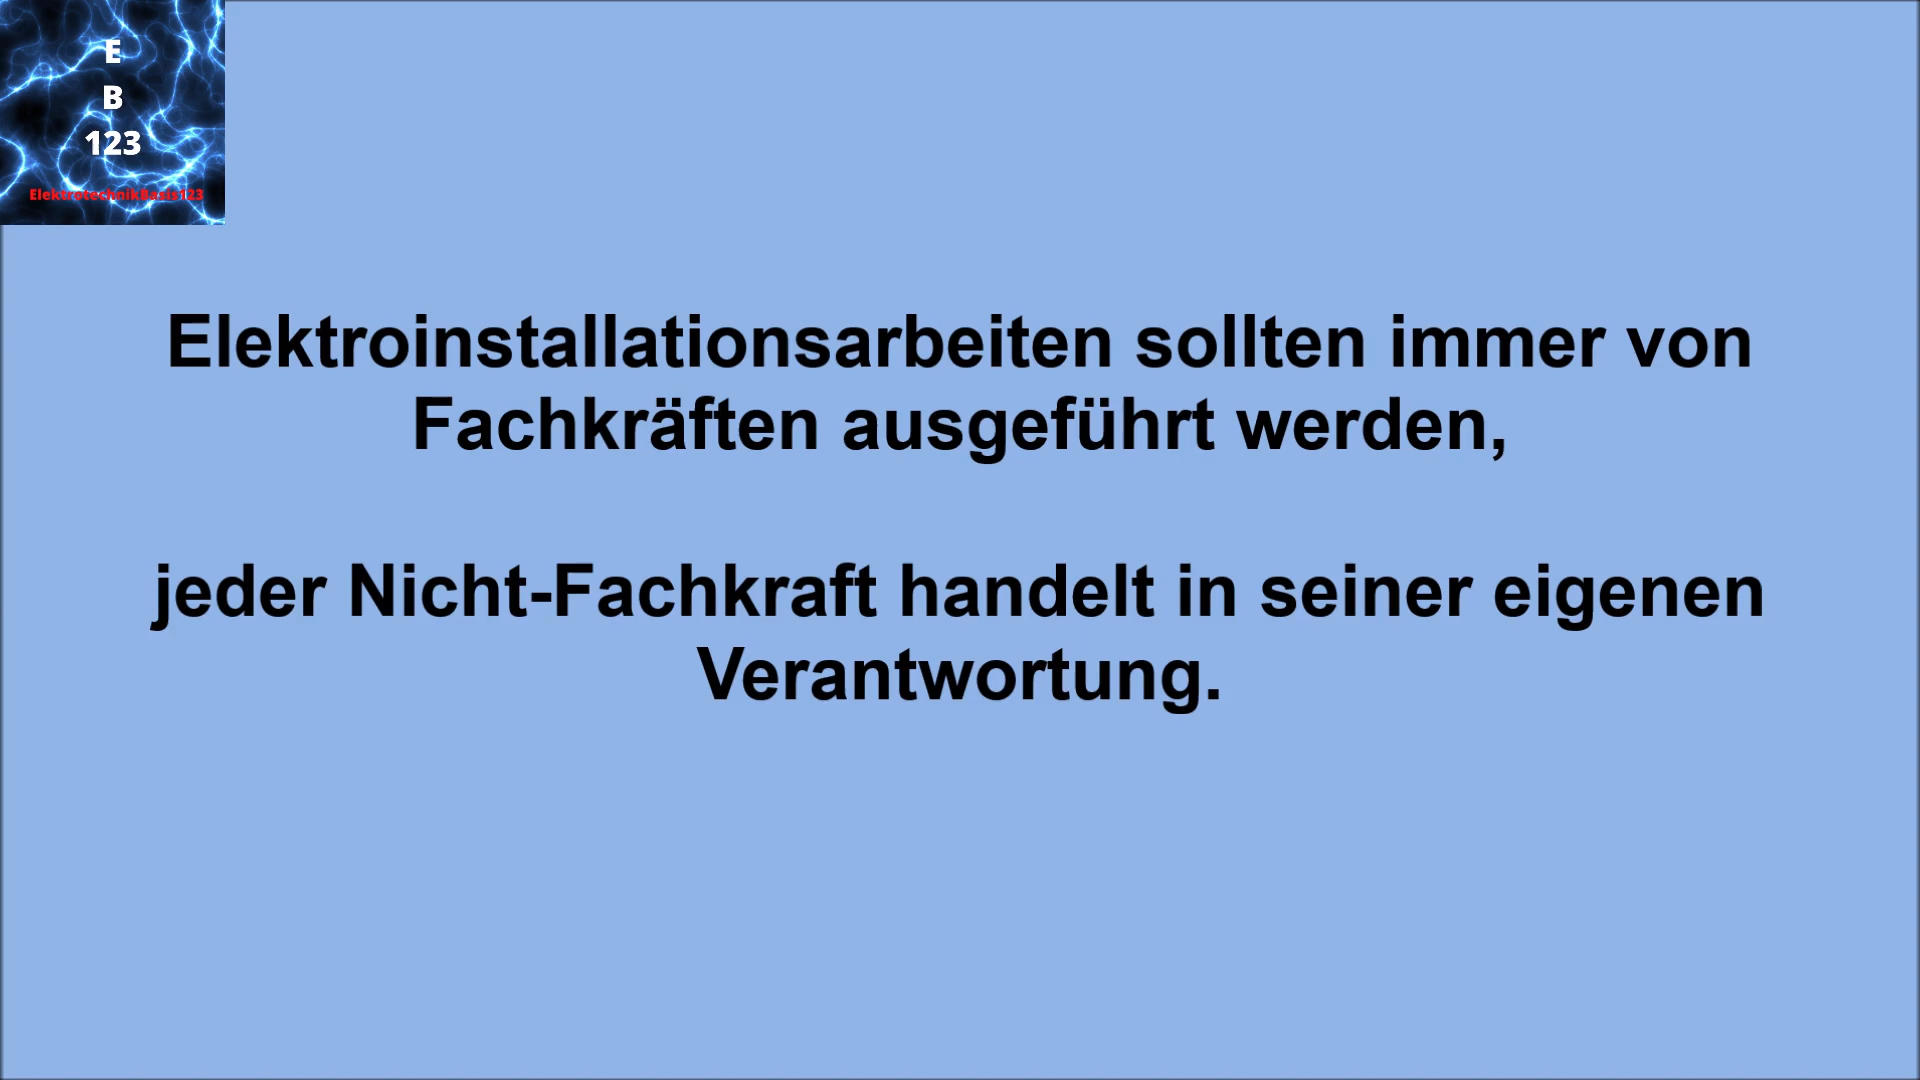 E
B
123
ElektrotechnikBasis123
Elektroinstallationsarbeiten sollten immer von
Fachkräften ausgeführt werden,
jeder Nicht-Fachkraft handelt in seiner eigenen
Verantwortung.